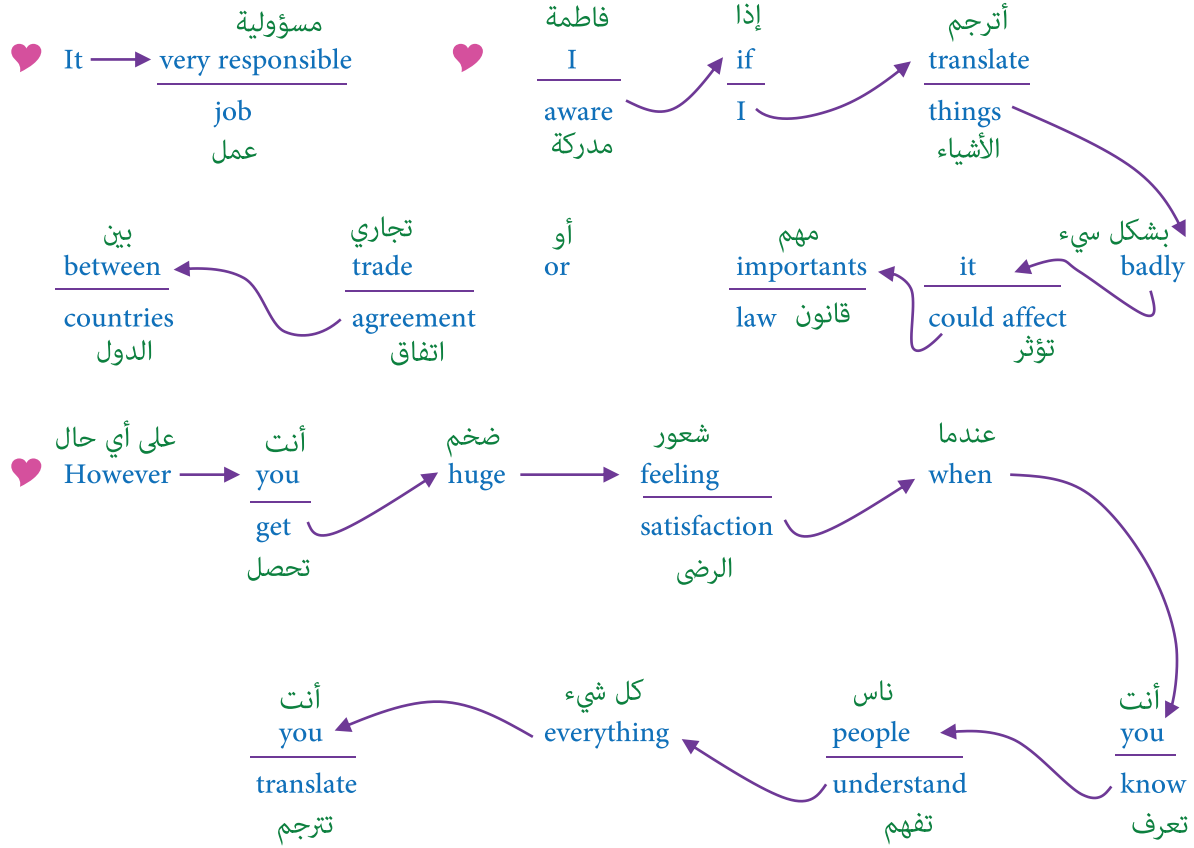 مسؤولية فاطمة إذا أترجم
It very responsible I if translate
job aware I things
عمل مدركة الأشياء
بين تجاري أو مهم بشكل سيء
between trade or importants it badly
countries agreement law قانون could affect
الدول اتفاق تؤثر
على أي حال أنت ضخم شعور عندما
However you huge feeling when
get satisfaction
تحصل الرضى
أنت كل شيء ناس أنت
you everything people you
translate understand know
تترجم تفهم تعرف